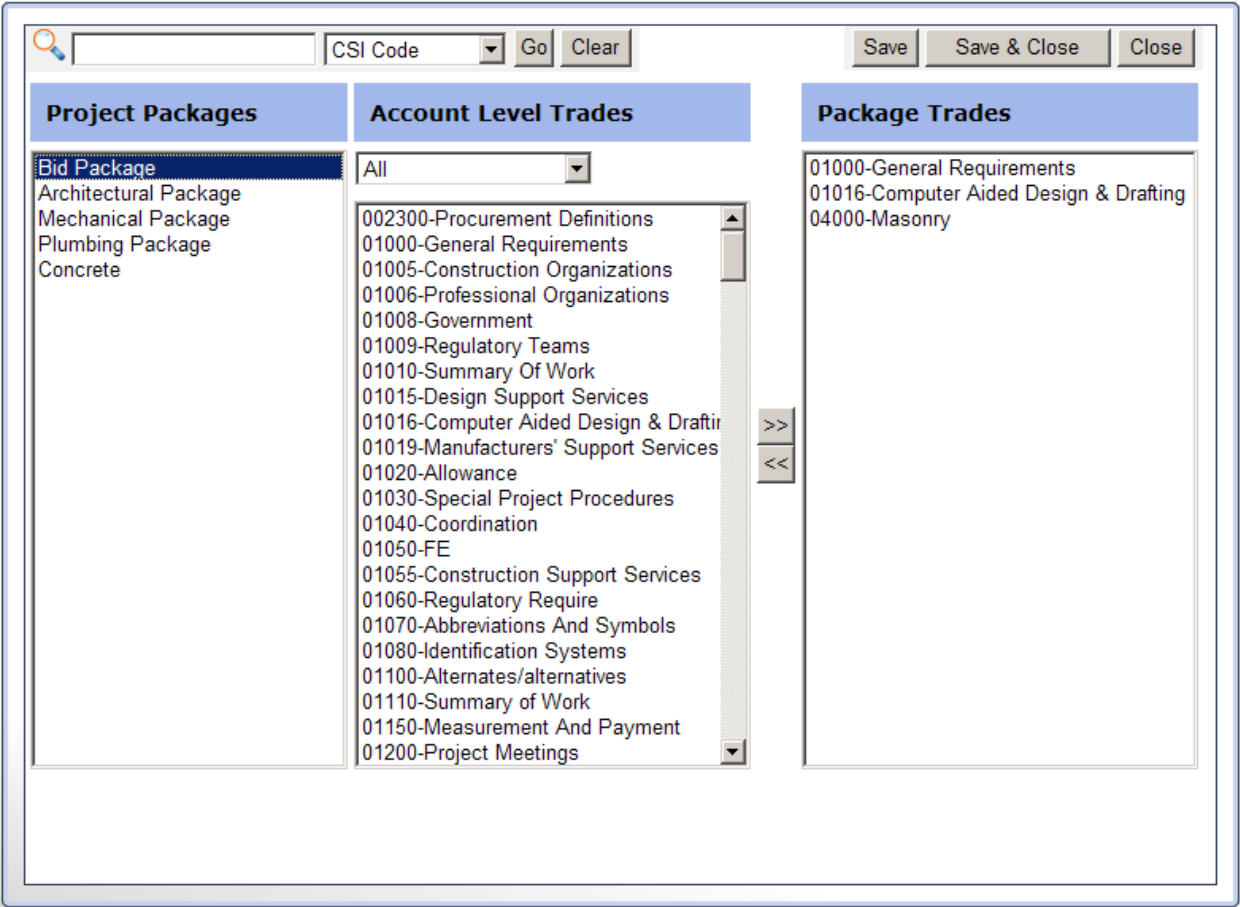 CSI Code Go Clear Save Save & Close Close
Project Packages
Account Level Trades
Package Trades
Bid Package
Architectural Package
Mechanical Package
Plumbing Package
Concrete
All
002300-Procurement Definitions
01000-General Requirements
01005-Construction Organizations
01006-Professional Organizations
01008-Government
01009-Regulatory Teams
01010-Summary Of Work
01015-Design Support Services
01016-Computer Aided Design & Draftin
01019-Manufacturers' Support Services
01020-Allowance
01030-Special Project Procedures
01040-Coordination
01050-FE
01055-Construction Support Services
01060-Regulatory Require
01070-Abbreviations And Symbols
01080-Identification Systems
01100-Alternates/alternatives
01110-Summary of Work
01150-Measurement And Payment
01200-Project Meetings
>>
<<
01000-General Requirements
01016-Computer Aided Design & Drafting
04000-Masonry